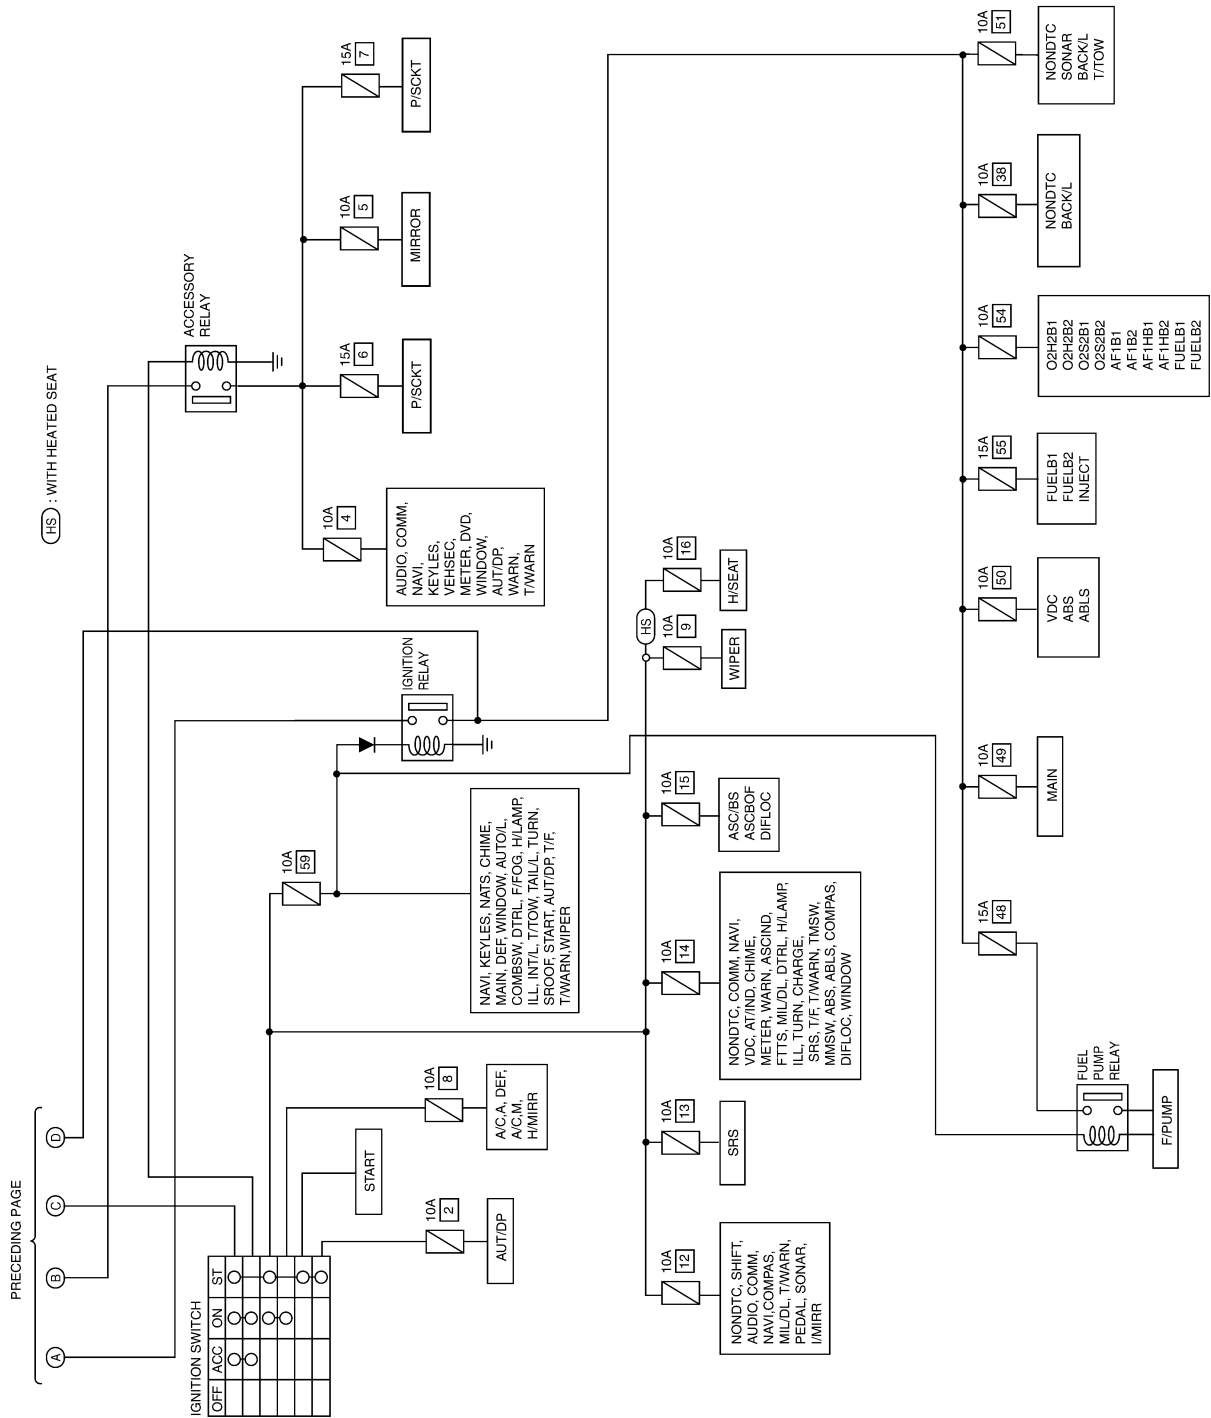 PRECEDING PAGE
A
B
C
D
HS : WITH HEATED SEAT
IGNITION SWITCH
OFF
ACC
ON
ST
ACCESSORY
RELAY
10A
4
AUDIO, COMM,
NAVI,
KEYLES,
VEHSEC,
METER, DVD,
WINDOW,
AUT/DP,
WARN,
T/WARN
15A
6
P/SCKT
10A
5
MIRROR
15A
7
P/SCKT
10A
2
AUT/DP
START
10A
8
A/C,A, DEF,
A/C,M,
H/MIRR
10A
59
NAVI, KEYLES, NATS, CHIME,
MAIN, DEF, WINDOW, AUTO/L,
COMBSW, DTRL, F/FOG, H/LAMP,
ILL, INT/L, T/TOW, TAIL/L, TURN,
SROOF, START, AUT/DP, T/F,
T/WARN,WIPER
IGNITION
RELAY
10A
12
NONDTC, SHIFT,
AUDIO, COMM,
NAVI,COMPAS,
MIL/DL, T/WARN,
PEDAL, SONAR,
I/MIRR
10A
13
SRS
10A
14
NONDTC, COMM, NAVI,
VDC, AT/IND, CHIME,
METER, WARN, ASCIND,
FTTS, MIL/DL, DTRL, H/LAMP,
ILL, TURN, CHARGE,
SRS, T/F, T/WARN, TMSW,
MMSW, ABS, ABLS, COMPAS,
DIFLOC, WINDOW
10A
15
ASC/BS
ASCBOF
DIFLOC
10A
9
WIPER
HS
10A
16
H/SEAT
FUEL
PUMP
RELAY
F/PUMP
15A
48
10A
49
MAIN
10A
50
VDC
ABS
ABLS
15A
55
FUELB1
FUELB2
INJECT
10A
54
O2H2B1
O2H2B2
O2S2B1
O2S2B2
AF1B1
AF1B2
AF1HB1
AF1HB2
FUELB1
FUELB2
10A
38
NONDTC
BACK/L
10A
51
NONDTC
SONAR
BACK/L
T/TOW